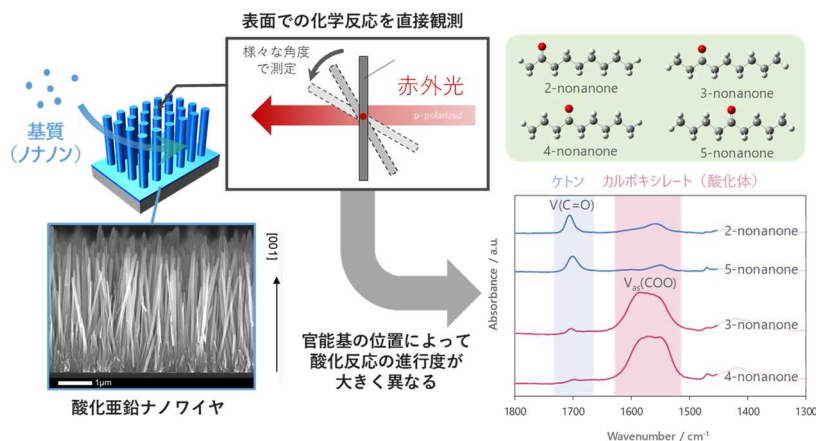 表面での化学反応を直接観測
様々な角度
で測定
赤外光
p-polarized
基質
(ノナノン)
[001]
1μm
酸化亜鉛ナノワイヤ
官能基の位置によって
酸化反応の進行度が
大きく異なる
2-nonanone
3-nonanone
4-nonanone
5-nonanone
ケトン
カルボキシレート（酸化体）
V(C=O)
2-nonanone
5-nonanone
Vas(COO)
3-nonanone
4-nonanone
Absorbance / a.u.
1800 1700 1600 1500 1400 1300
Wavenumber / cm⁻¹